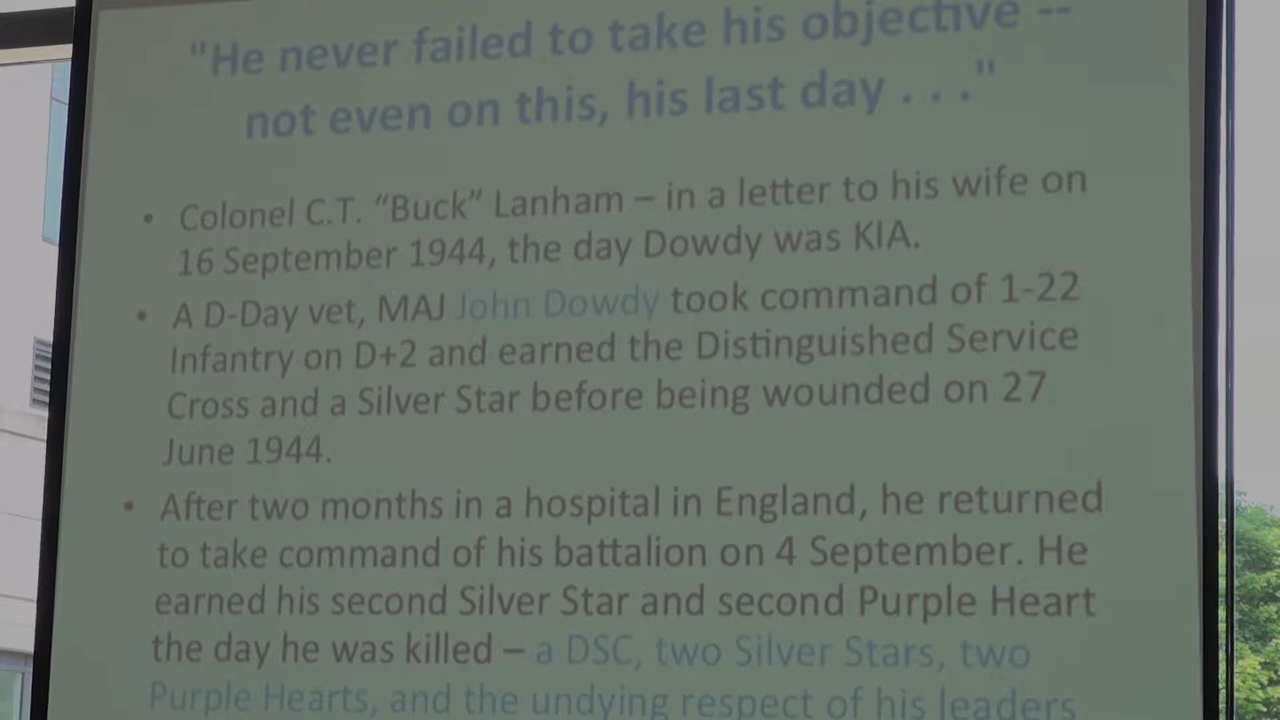 "He never failed to take his objective --
not even on this, his last day . . ."
• Colonel C.T. “Buck” Lanham – in a letter to his wife on
16 September 1944, the day Dowdy was KIA.
• A D-Day vet, MAJ John Dowdy took command of 1-22
Infantry on D+2 and earned the Distinguished Service
Cross and a Silver Star before being wounded on 27
June 1944.
• After two months in a hospital in England, he returned
to take command of his battalion on 4 September. He
earned his second Silver Star and second Purple Heart
the day he was killed – a DSC, two Silver Stars, two
Purple Hearts, and the undying respect of his leaders